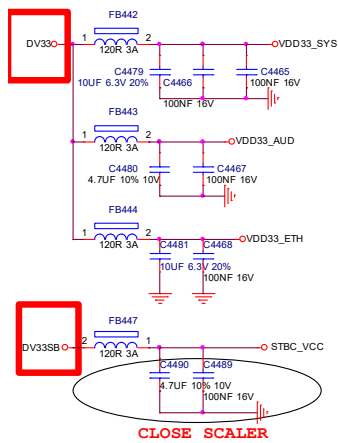 FB442
DV33
1
2
VDD33_SYS
120R 3A
C4479
C4465
10UF 6.3V 20%
C4466
100NF 16V
100NF 16V
FB443
1
2
VDD33_AUD
120R 3A
C4480
C4467
4.7UF 10% 10V
100NF 16V
FB444
1
2
VDD33_ETH
120R 3A
C4481
C4468
10UF 6.3V 20%
100NF 16V
FB447
DV33SB
2
1
STBC_VCC
120R 3A
C4490
C4489
4.7UF 10% 10V
100NF 16V
CLOSE SCALER